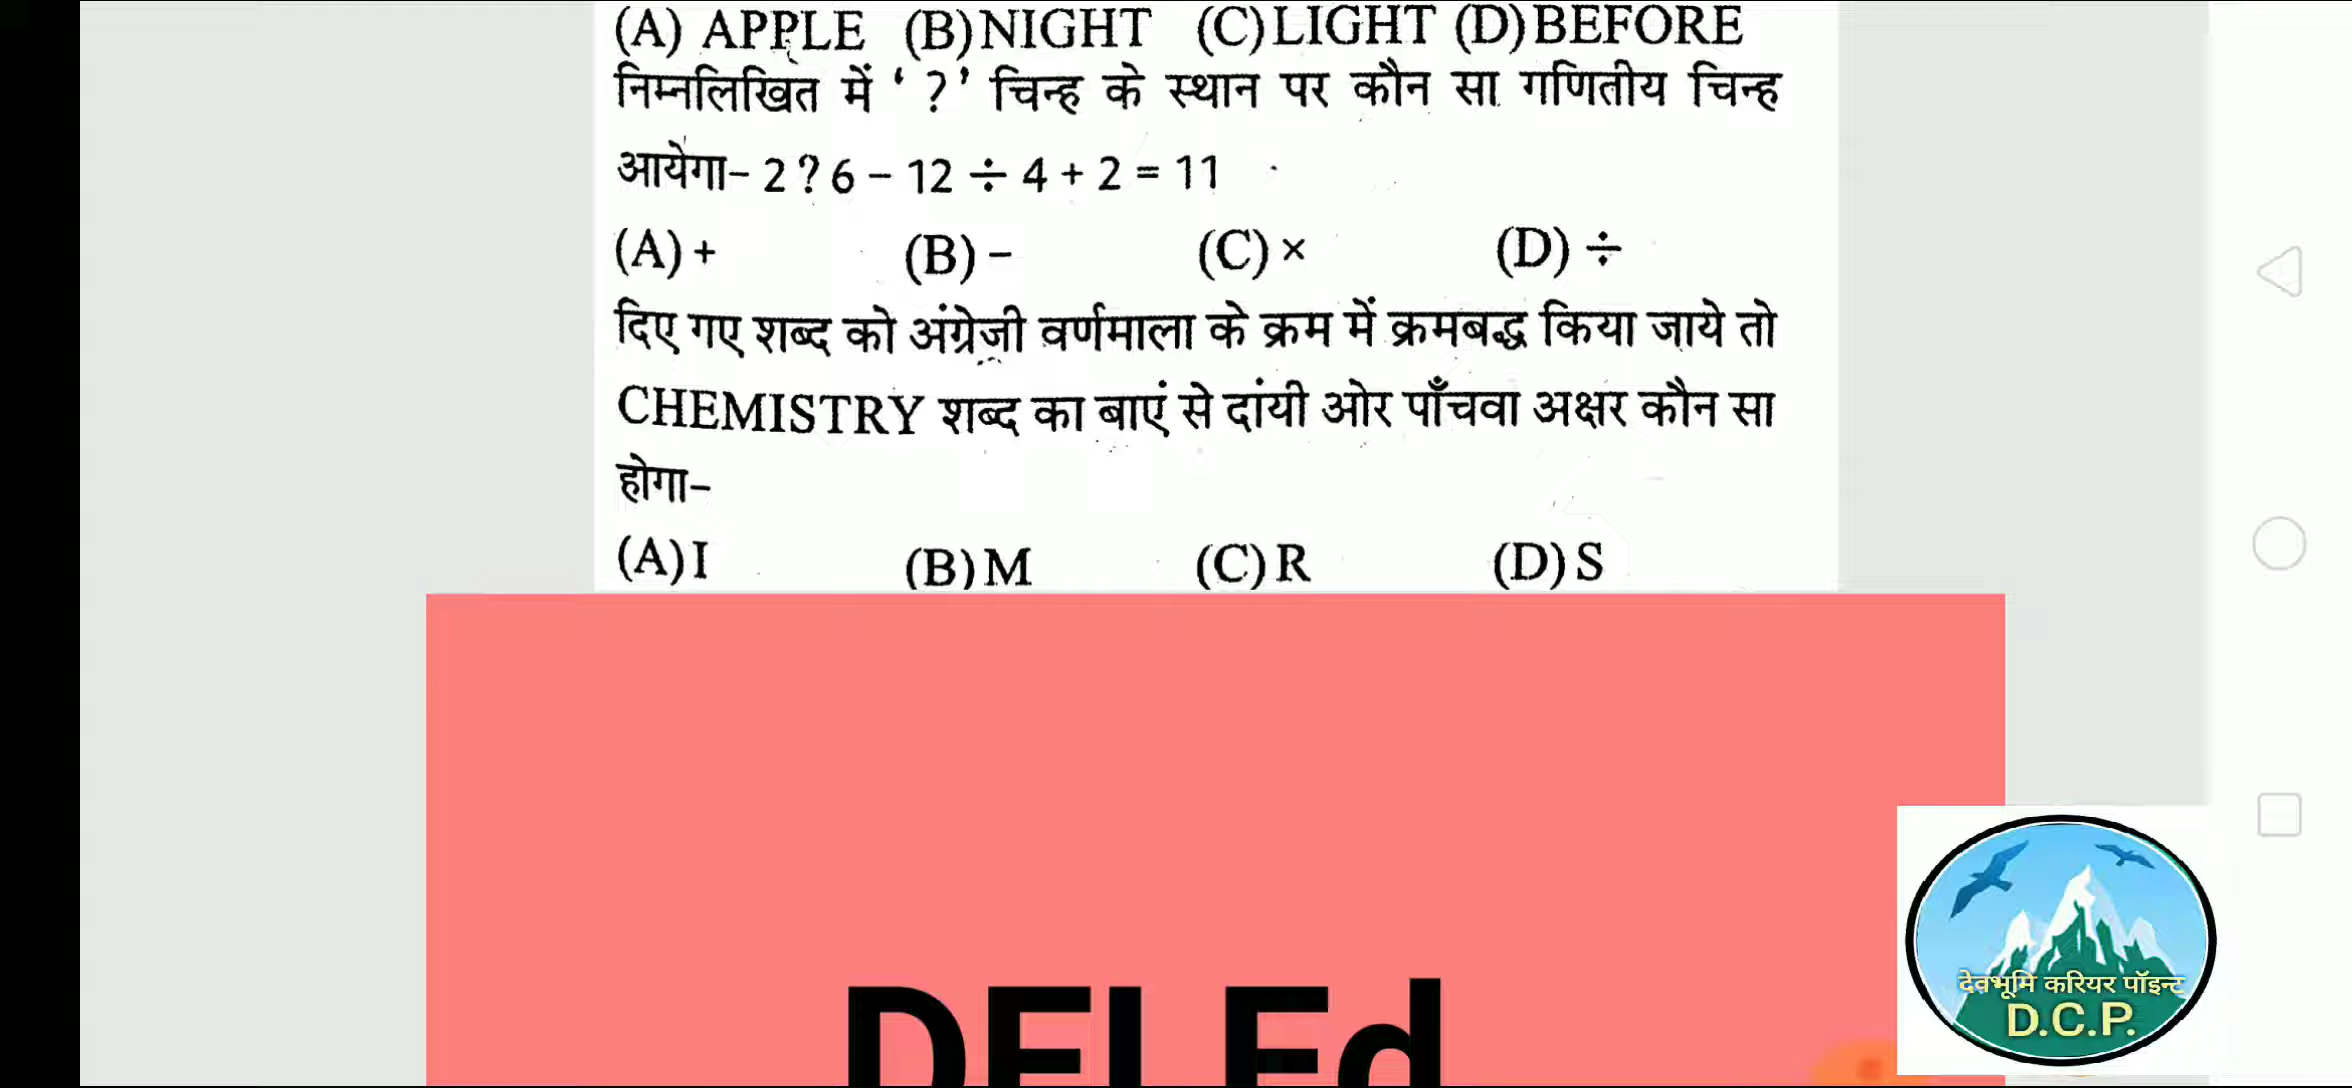 (A) APPLE (B) NIGHT (C) LIGHT (D) BEFORE
निम्नलिखित में ‘ ?’ चिन्ह के स्थान पर कौन सा गणितीय चिन्ह
आयेगा– 2 ? 6 – 12 ÷ 4 + 2 = 11
(A) + (B) – (C) × (D) ÷
दिए गए शब्द को अंग्रेजी वर्णमाला के क्रम में क्रमबद्ध किया जाये तो
CHEMISTRY शब्द का बाएं से दांयी ओर पाँचवा अक्षर कौन सा
होगा–
(A) I (B) M (C) R (D) S
DELEd
देवभूमि करियर पॉइन्ट
D.C.P.